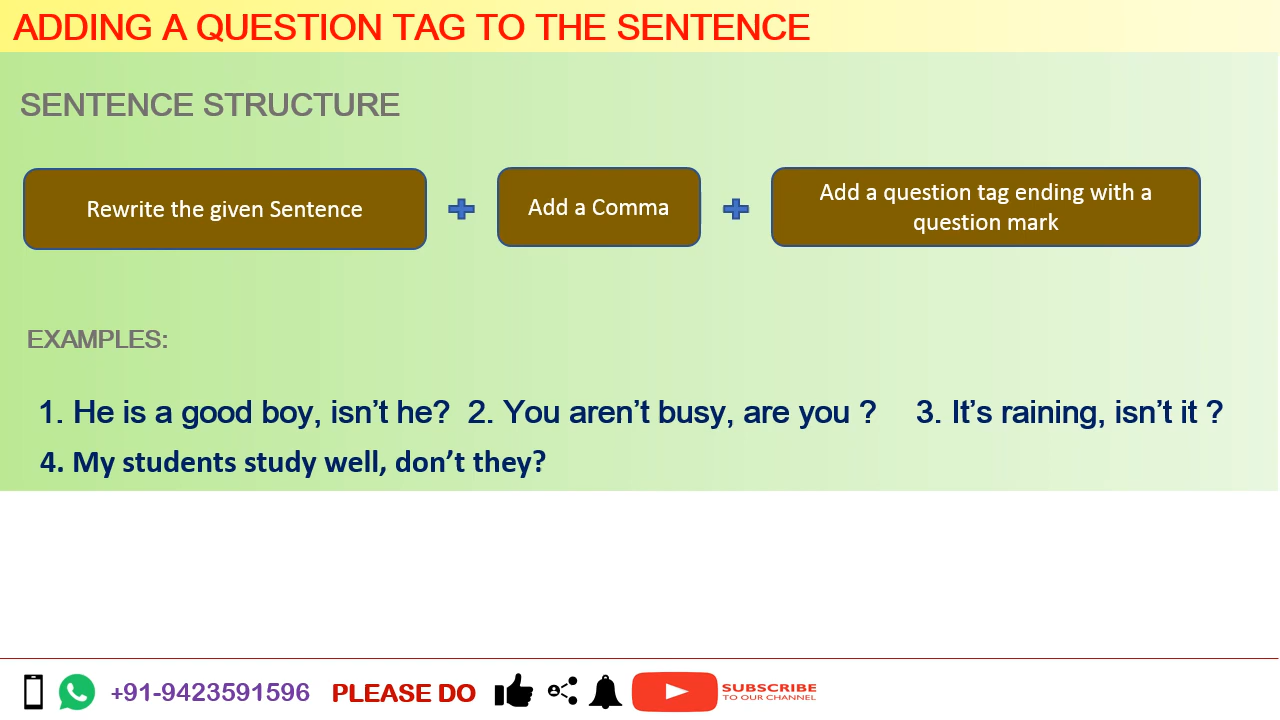 ADDING A QUESTION TAG TO THE SENTENCE
SENTENCE STRUCTURE
Rewrite the given Sentence
Add a Comma
Add a question tag ending with a
question mark
EXAMPLES:
1. He is a good boy, isn’t he? 2. You aren’t busy, are you ? 3. It’s raining, isn’t it ?
4. My students study well, don’t they?
+91-9423591596 PLEASE DO
SUBSCRIBE
TO OUR CHANNEL